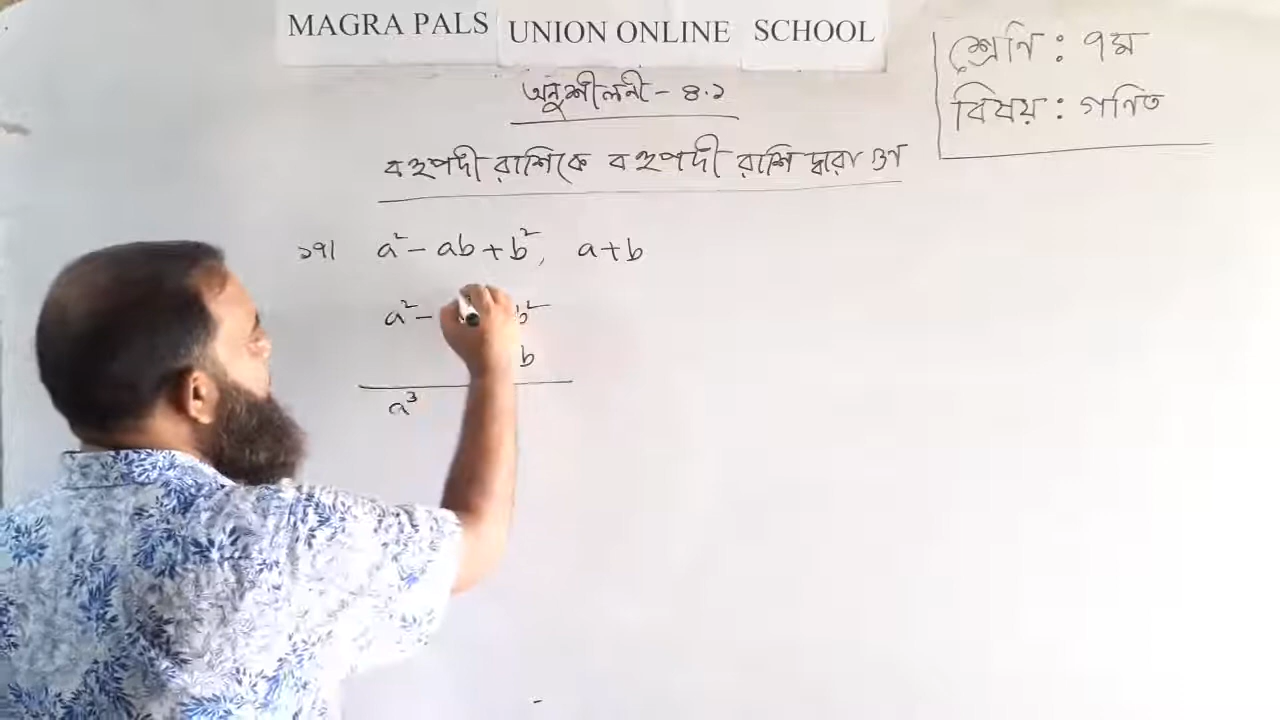 MAGRA PALS UNION ONLINE SCHOOL
শ্রেণি : ৭ম
বিষয় : গণিত
অনুশীলনী - ৪.১
বহুপদী রাশিকে বহুপদী রাশি দ্বারা গুণ
১৭। a² - ab + b², a + b
a² - b²
b
a³